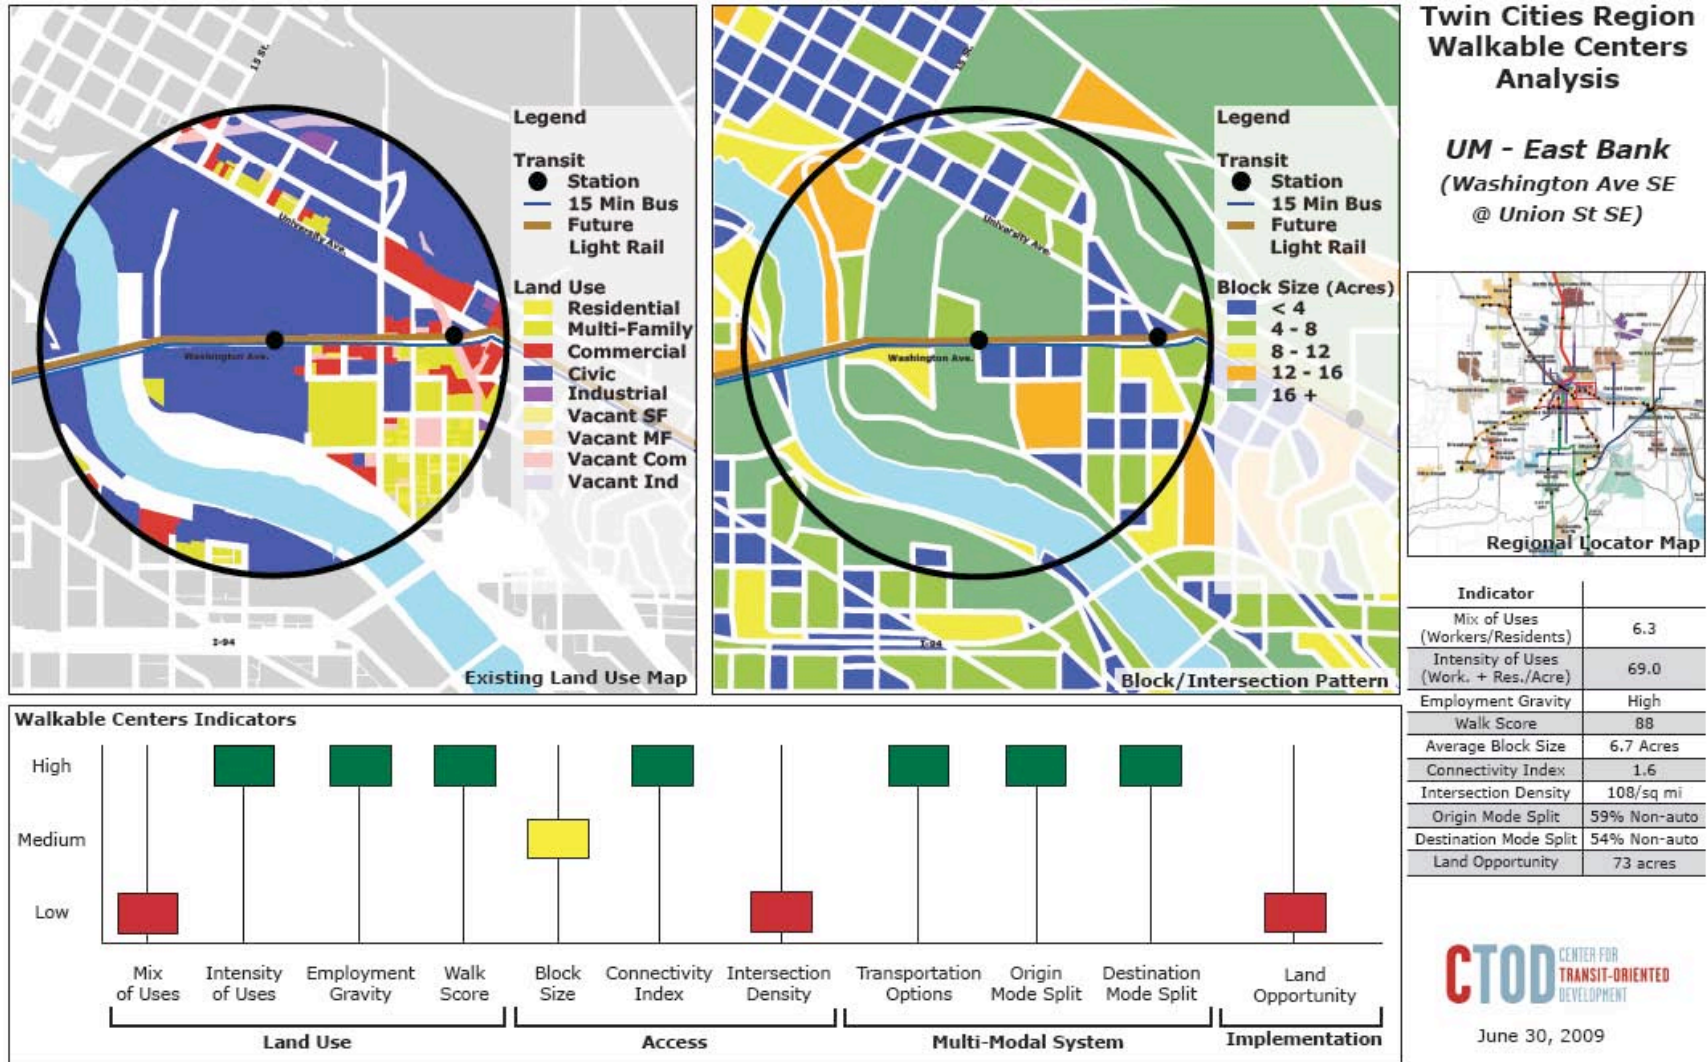 15 St.
University Ave.
Washington Ave.
I-94
Legend
Transit
Station
15 Min Bus
Future
Light Rail
Land Use
Residential
Multi-Family
Commercial
Civic
Industrial
Vacant SF
Vacant MF
Vacant Com
Vacant Ind
Existing Land Use Map
15 St.
University Ave.
Washington Ave.
I-94
Legend
Transit
Station
15 Min Bus
Future
Light Rail
Block Size (Acres)
< 4
4 - 8
8 - 12
12 - 16
16 +
Block/Intersection Pattern
Twin Cities Region
Walkable Centers
Analysis
UM - East Bank
(Washington Ave SE
@ Union St SE)
Regional Locator Map
Indicator
Mix of Uses
(Workers/Residents) 6.3
Intensity of Uses
(Work. + Res./Acre) 69.0
Employment Gravity High
Walk Score 88
Average Block Size 6.7 Acres
Connectivity Index 1.6
Intersection Density 108/sq mi
Origin Mode Split 59% Non-auto
Destination Mode Split 54% Non-auto
Land Opportunity 73 acres
Walkable Centers Indicators
High
Medium
Low
Mix
of Uses
Intensity
of Uses
Employment
Gravity
Walk
Score
Block
Size
Connectivity
Index
Intersection
Density
Transportation
Options
Origin
Mode Split
Destination
Mode Split
Land
Opportunity
Land Use
Access
Multi-Modal System
Implementation
CTOD
CENTER FOR
TRANSIT-ORIENTED
DEVELOPMENT
June 30, 2009